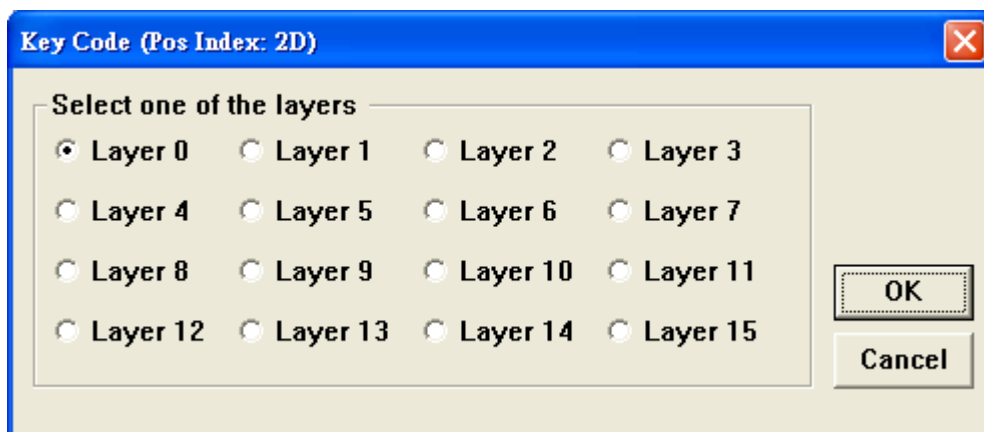 Key Code (Pos Index: 2D)
Select one of the layers
Layer 0 Layer 1 Layer 2 Layer 3
Layer 4 Layer 5 Layer 6 Layer 7
Layer 8 Layer 9 Layer 10 Layer 11
Layer 12 Layer 13 Layer 14 Layer 15
OK
Cancel